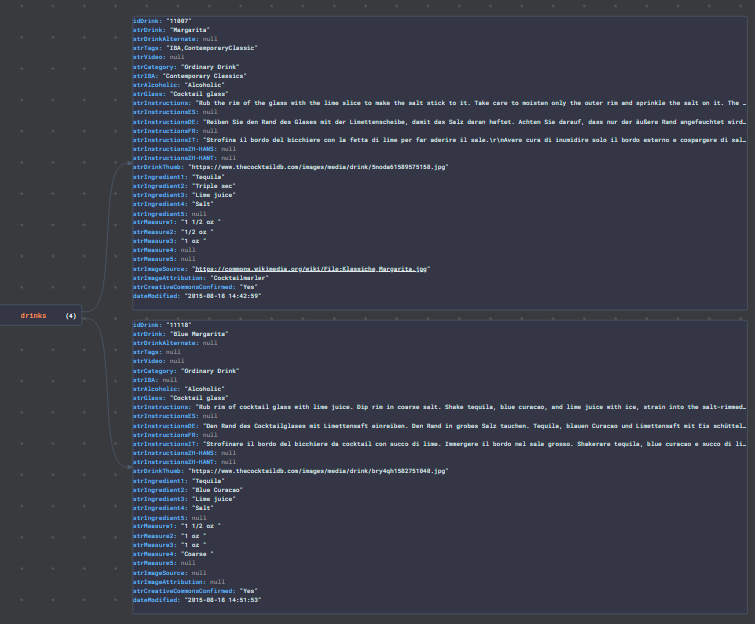 drinks (4)
idDrink: "11007"
strDrink: "Margarita"
strDrinkAlternate: null
strTags: "IBA,ContemporaryClassic"
strVideo: null
strCategory: "Ordinary Drink"
strIBA: "Contemporary Classics"
strAlcoholic: "Alcoholic"
strGlass: "Cocktail glass"
strInstructions: "Rub the rim of the glass with the lime slice to make the salt stick to it. Take care to moisten only the outer rim and sprinkle the salt on it. The …
strInstructionsES: null
strInstructionsDE: "Reiben Sie den Rand des Glases mit der Limettenscheibe, damit das Salz daran haftet. Achten Sie darauf, dass nur der äußere Rand angefeuchtet wird…
strInstructionsFR: null
strInstructionsIT: "Strofina il bordo del bicchiere con la fetta di lime per far aderire il sale.\r\nAvere cura di inumidire solo il bordo esterno e cospargere di sal…
strInstructionsZH-HANS: null
strInstructionsZH-HANT: null
strDrinkThumb: "https://www.thecocktaildb.com/images/media/drink/5noda61589575158.jpg"
strIngredient1: "Tequila"
strIngredient2: "Triple sec"
strIngredient3: "Lime juice"
strIngredient4: "Salt"
strIngredient5: null
strMeasure1: "1 1/2 oz "
strMeasure2: "1/2 oz "
strMeasure3: "1 oz "
strMeasure4: null
strMeasure5: null
strImageSource: "https://commons.wikimedia.org/wiki/File:Klassiche_Margarita.jpg"
strImageAttribution: "Cocktailmarler"
strCreativeCommonsConfirmed: "Yes"
dateModified: "2015-08-18 14:42:59"
idDrink: "11118"
strDrink: "Blue Margarita"
strDrinkAlternate: null
strTags: null
strVideo: null
strCategory: "Ordinary Drink"
strIBA: null
strAlcoholic: "Alcoholic"
strGlass: "Cocktail glass"
strInstructions: "Rub rim of cocktail glass with lime juice. Dip rim in coarse salt. Shake tequila, blue curacao, and lime juice with ice, strain into the salt-rimmed…
strInstructionsES: null
strInstructionsDE: "Den Rand des Cocktailglases mit Limettensaft einreiben. Den Rand in grobes Salz tauchen. Tequila, blauen Curacao und Limettensaft mit Eis schüttel…
strInstructionsFR: null
strInstructionsIT: "Strofinare il bordo del bicchiere da cocktail con succo di lime. Immergere il bordo nel sale grosso. Shakerare tequila, blue curacao e succo di li…
strInstructionsZH-HANS: null
strInstructionsZH-HANT: null
strDrinkThumb: "https://www.thecocktaildb.com/images/media/drink/bry4qh1582751040.jpg"
strIngredient1: "Tequila"
strIngredient2: "Blue Curacao"
strIngredient3: "Lime juice"
strIngredient4: "Salt"
strIngredient5: null
strMeasure1: "1 1/2 oz "
strMeasure2: "1 oz "
strMeasure3: "1 oz "
strMeasure4: "Coarse "
strMeasure5: null
strImageSource: null
strImageAttribution: null
strCreativeCommonsConfirmed: "Yes"
dateModified: "2015-08-18 14:51:53"